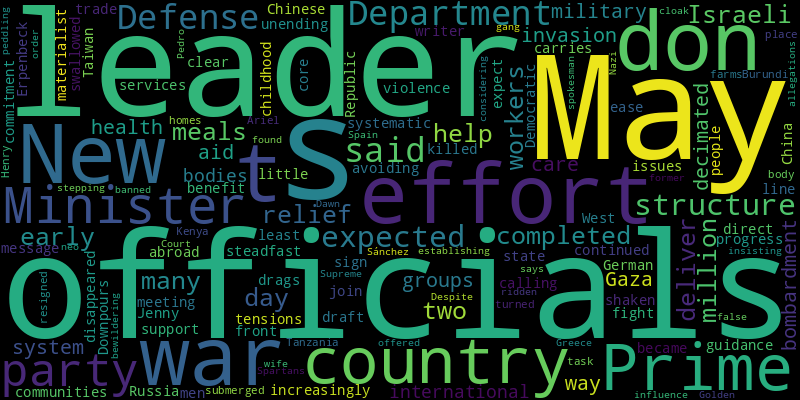 peddling
trade
order
cloak
Chinese
Defense
unending
Department
military
Israeli
place
Pedro
writer
gang
invasion
leader
don
May
commitment
Erpenbeck
materialist
swallowed
Taiwan
clear
services
childhood
core
Republic
violence
considering
expect
carries
workers
Democratic
spokesman
Nazi
ease
farms
Burundi
allegations
Henry
New
health
meals
homes
aid
Ariel
found
t
s
systematic
Spain
said
killed
help
avoiding
care
issues
decimated
people
China
body
line
former
stepping
banned
bodies
benefit
little
effort
structure
Minister
relief
early
Kenya
Court
Dawn
Supreme
expected
completed
West
continued
direct
progress
insisting
message
neo
abroad
steadfast
least
Sánchez
establishing
state
says
German
Gaza
deliver
million
bombardment
officials
resigned
disappeared
Downpours
bewildering
many
meeting
Jenny
support
drags
day
tensions
front
sign
join
draft
groups
Despite
two
calling
ridden
turned
shaken
fight
false
guidance
system
war
Tanzania
offered
Greece
became
party
country
task
way
Prime
communities
Russia
men
submerged
wife
Spartans
increasingly
international
influence
Golden